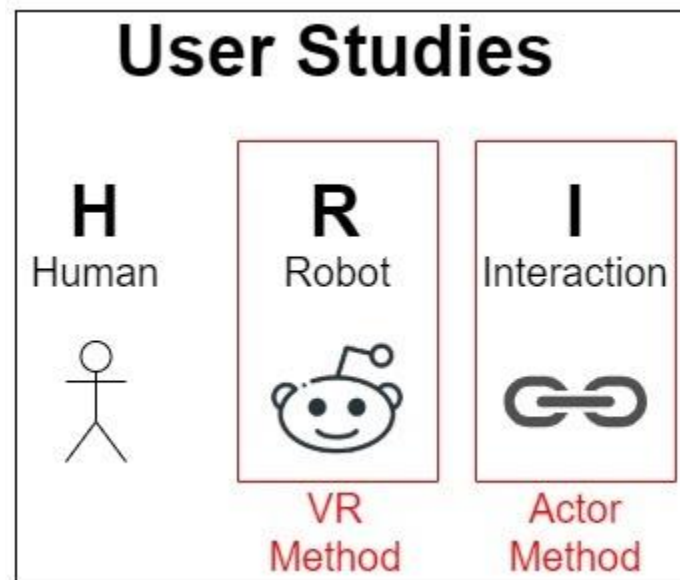 User Studies
H
Human
R
Robot
I
Interaction
VR
Method
Actor
Method